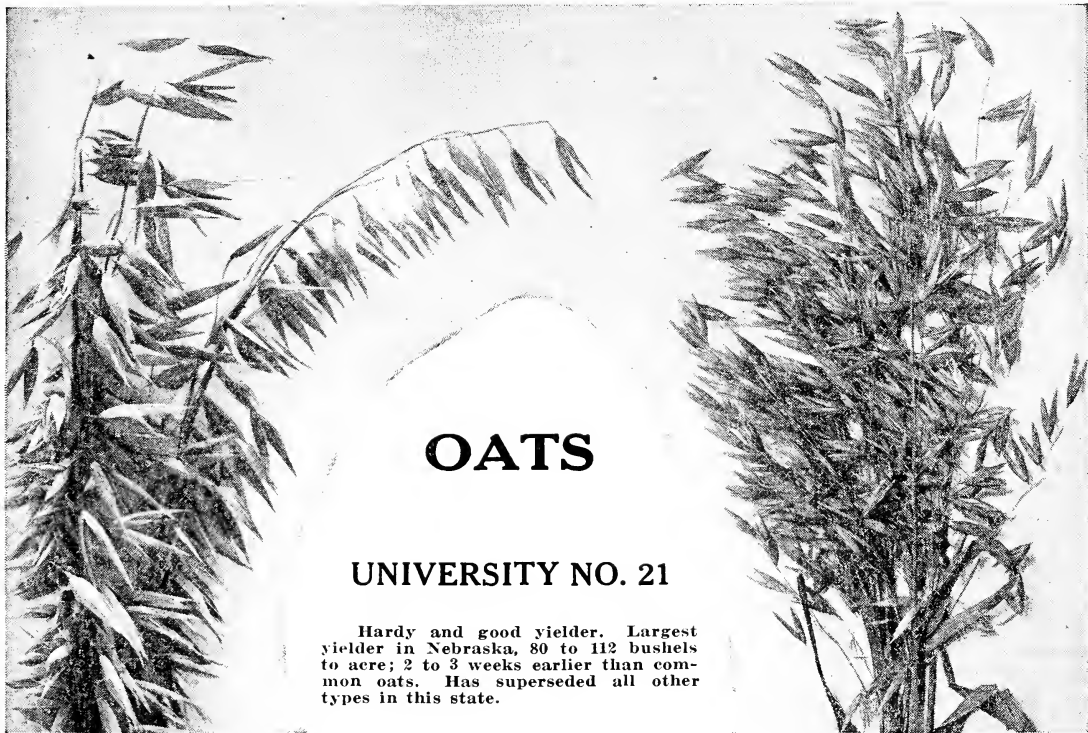 OATS
UNIVERSITY NO. 21
Hardy and good yielder. Largest
yielder in Nebraska, 80 to 112 bushels
to acre; 2 to 3 weeks earlier than com-
mon oats. Has superseded all other
types in this state.